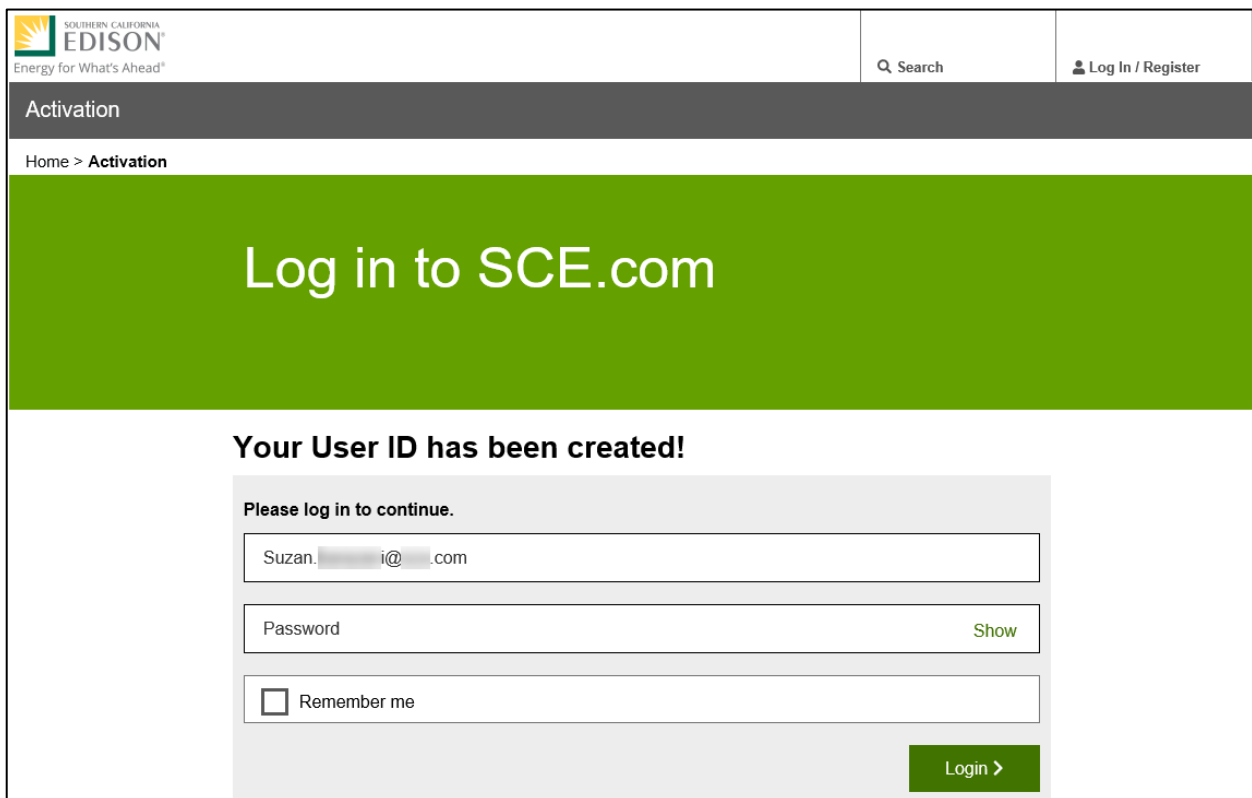 SOUTHERN CALIFORNIA
EDISON®
Energy for What's Ahead®
Search
Log In / Register
Activation
Home > Activation
Log in to SCE.com
Your User ID has been created!
Please log in to continue.
Suzan. i@ .com
Password Show
Remember me
Login >